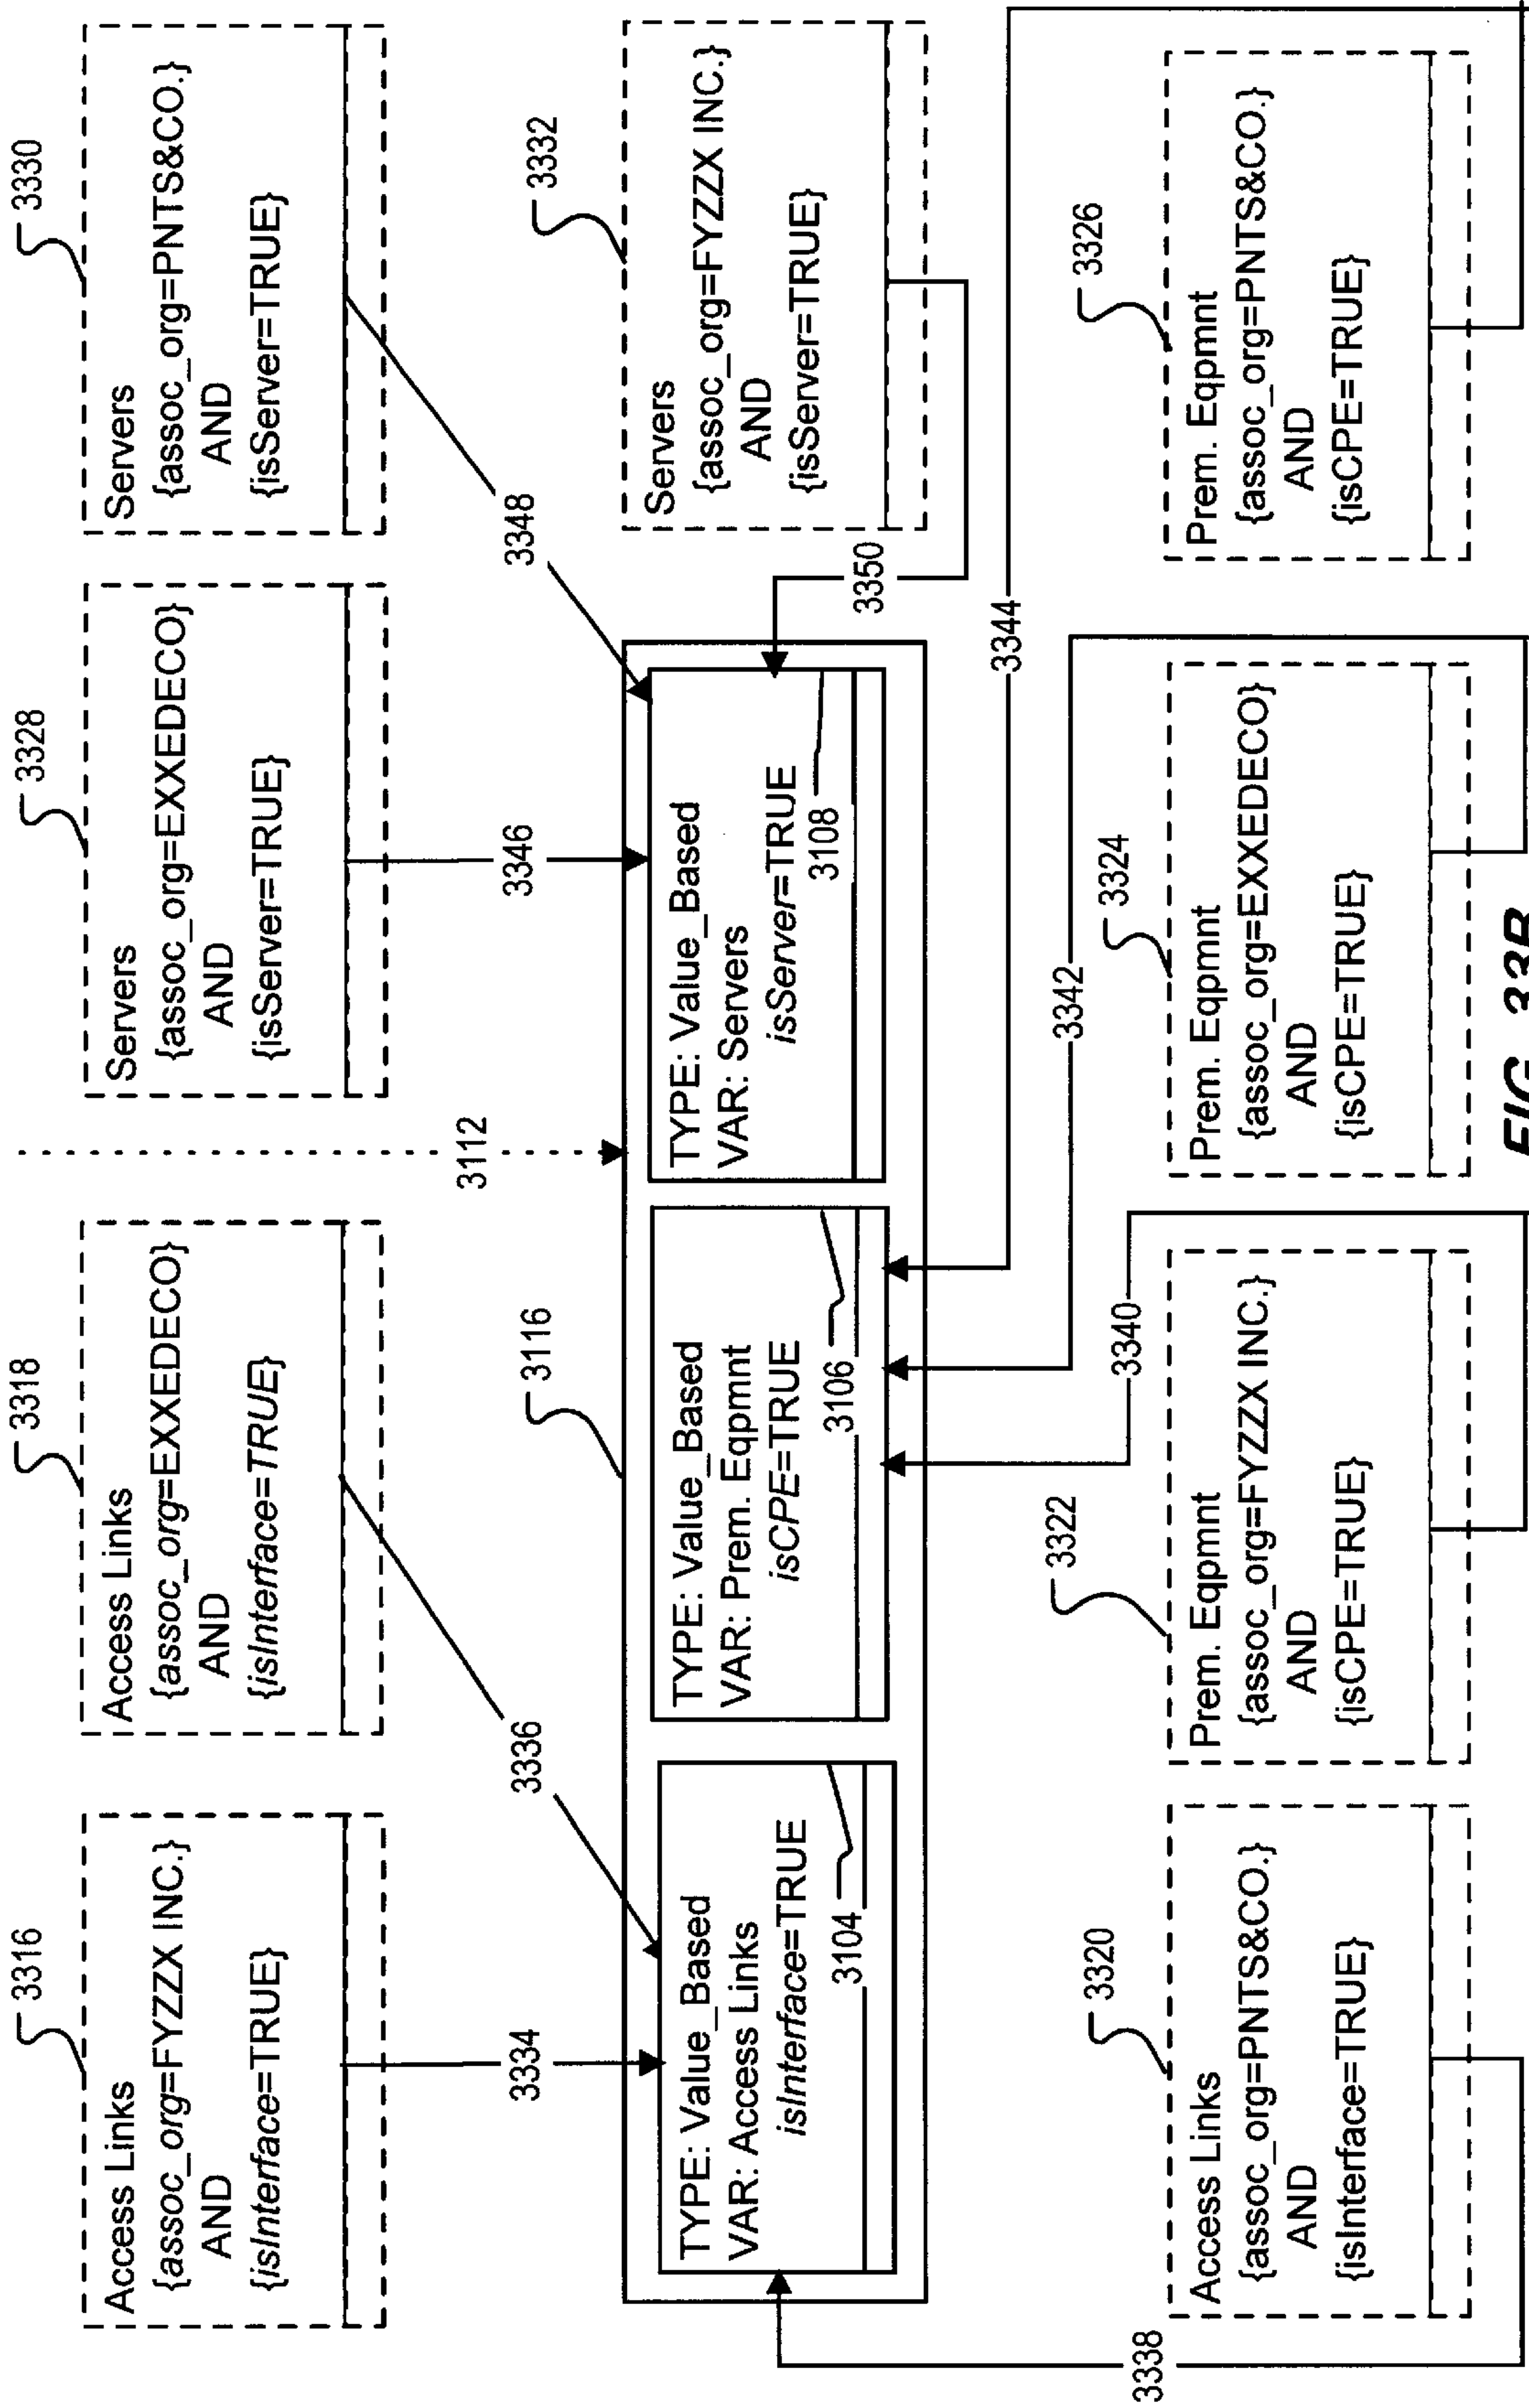 3316
Access Links
{assoc_org=FYZZX INC.}
AND
{isInterface=TRUE}
3318
Access Links
{assoc_org=EXXEDECO}
AND
{isInterface=TRUE}
3328
Servers
{assoc_org=EXXEDECO}
AND
{isServer=TRUE}
3330
Servers
{assoc_org=PNTS&CO.}
AND
{isServer=TRUE}
3334
3336
3112
3346
3348
3332
Servers
{assoc_org=FYZZX INC.}
AND
{isServer=TRUE}
3116
TYPE: Value_Based
VAR: Access Links
isInterface=TRUE
3104
TYPE: Value_Based
VAR: Prem. Eqpmnt
isCPE=TRUE
3106
TYPE: Value_Based
VAR: Servers
isServer=TRUE
3108
3350
3338
3340
3342
3344
3320
Access Links
{assoc_org=PNTS&CO.}
AND
{isInterface=TRUE}
3322
Prem. Eqpmnt
{assoc_org=FYZZX INC.}
AND
{isCPE=TRUE}
3324
Prem. Eqpmnt
{assoc_org=EXXEDECO}
AND
{isCPE=TRUE}
3326
Prem. Eqpmnt
{assoc_org=PNTS&CO.}
AND
{isCPE=TRUE}
FIG. 33B